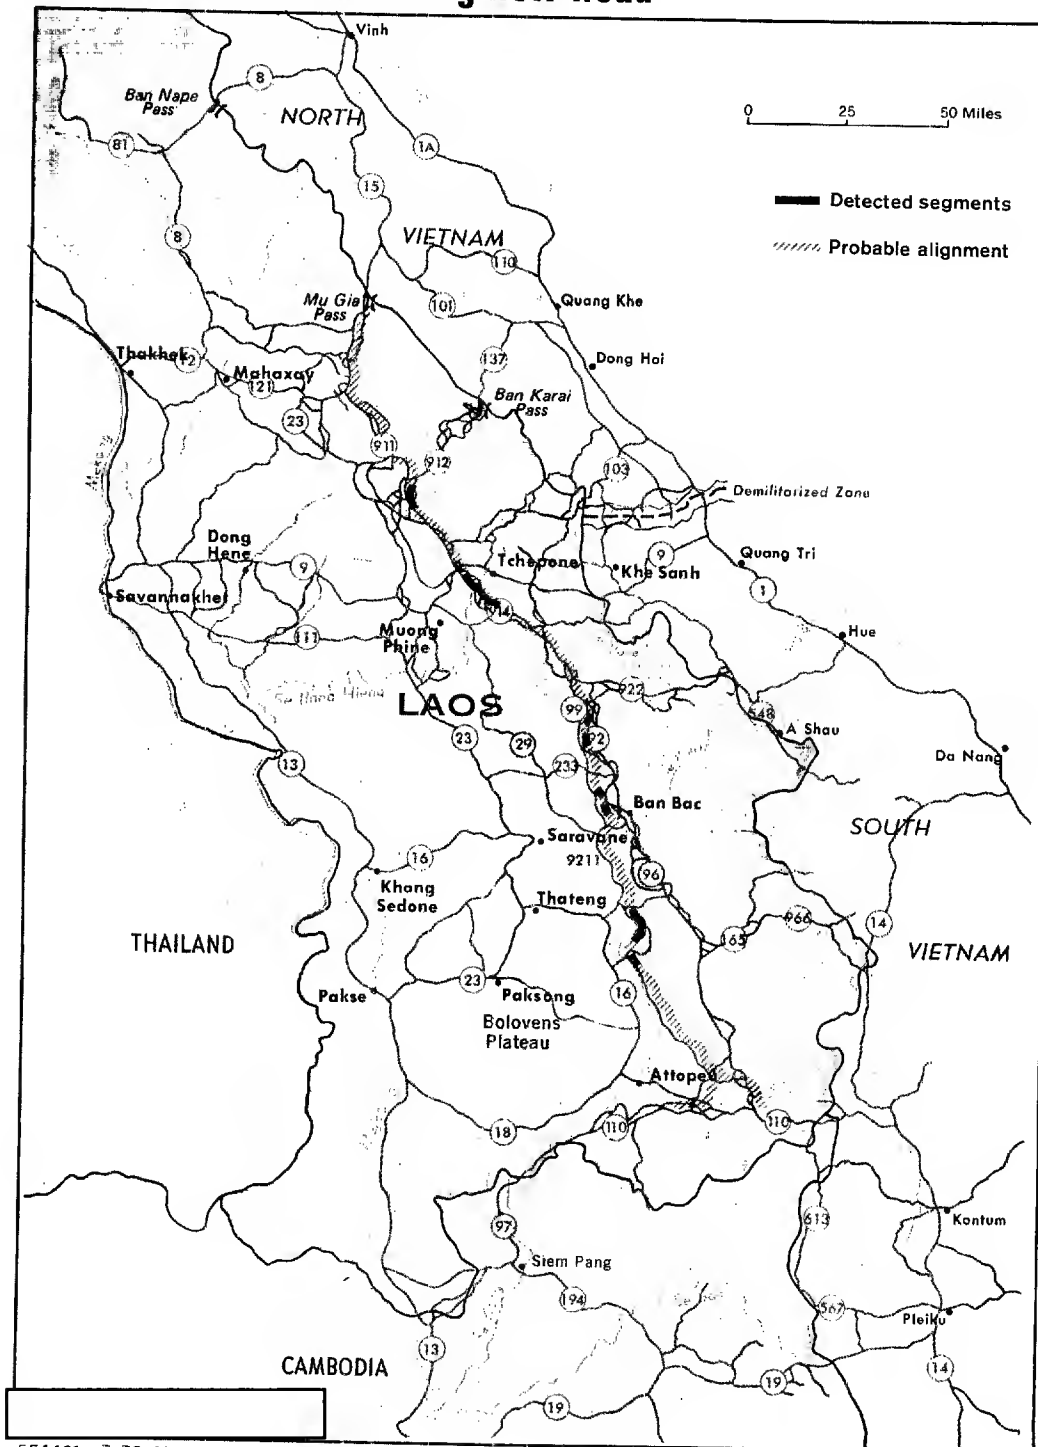 Vinh
Ban Nape
Pass
8
NORTH
0 25 50 Miles
81
1A
15
Detected segments
8
VIETNAM
Probable alignment
110
Mu Gia
Pass
101
Quang Khe
Thakhek
12
137
Dong Hoi
Mahaxay
121
Ban Karai
Pass
23
911
912
103
Demilitarized Zone
Dong
Hene
9
Tchepone
9
Quang Tri
Khe Sanh
Savannakhet
1
914
111
Muong
Phine
Hue
922
LAOS
99
548
A Shau
23
29
92
Da Nang
13
233
Ban Bac
SOUTH
Saravane
16
9211
96
Khong
Sedone
Thateng
966
14
THAILAND
165
VIETNAM
23
Pakse
Paksong
16
Bolovens
Plateau
Attopeu
18
110
110
97
613
Kontum
Siem Pang
194
567
Pleiku
13
CAMBODIA
14
19
19